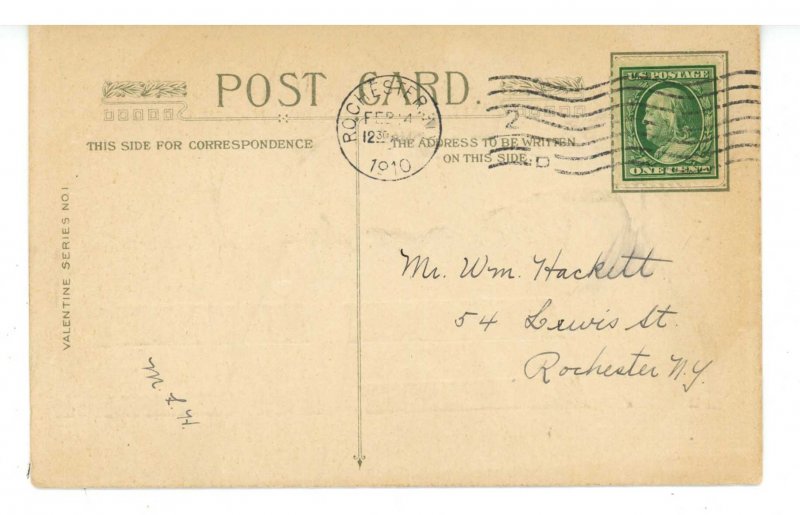 POST CARD.
THIS SIDE FOR CORRESPONDENCE
THE ADDRESS TO BE WRITTEN
ON THIS SIDE.
VALENTINE SERIES NO. 1
ROCHESTER, N.Y.
FEB 14
12 30
1910
2
D
U.S. POSTAGE
ONE CENT
Mr. Wm. Hackett
54 Lewis St.
Rochester N.Y.